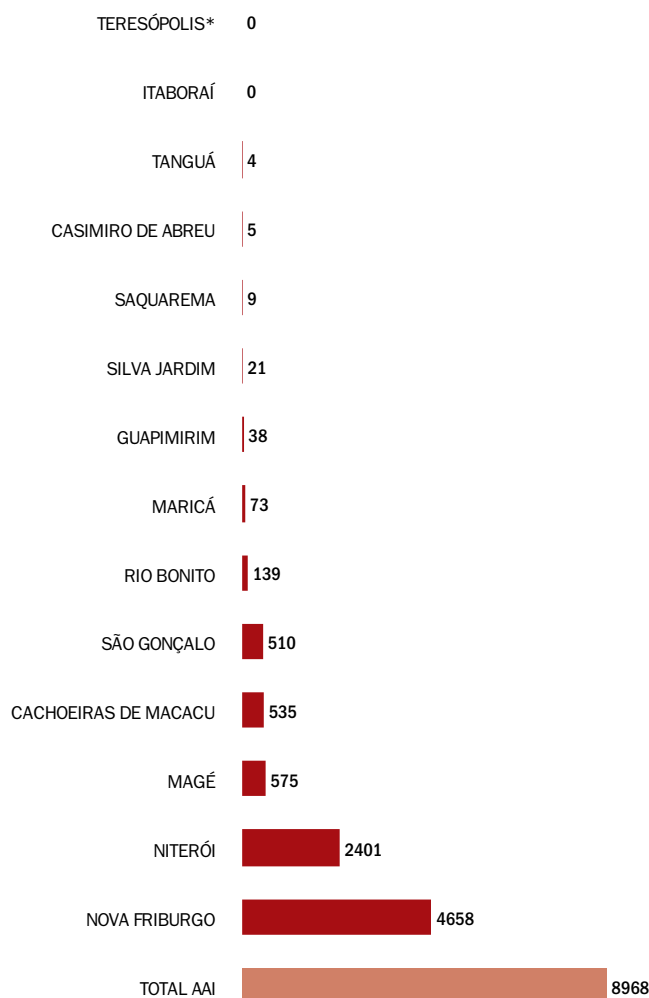 TERESÓPOLIS* 0
ITABORAÍ 0
TANGUÁ 4
CASIMIRO DE ABREU 5
SAQUAREMA 9
SILVA JARDIM 21
GUAPIMIRIM 38
MARICÁ 73
RIO BONITO 139
SÃO GONÇALO 510
CACHOEIRAS DE MACACU 535
MAGÉ 575
NITERÓI 2401
NOVA FRIBURGO 4658
TOTAL AAI 8968